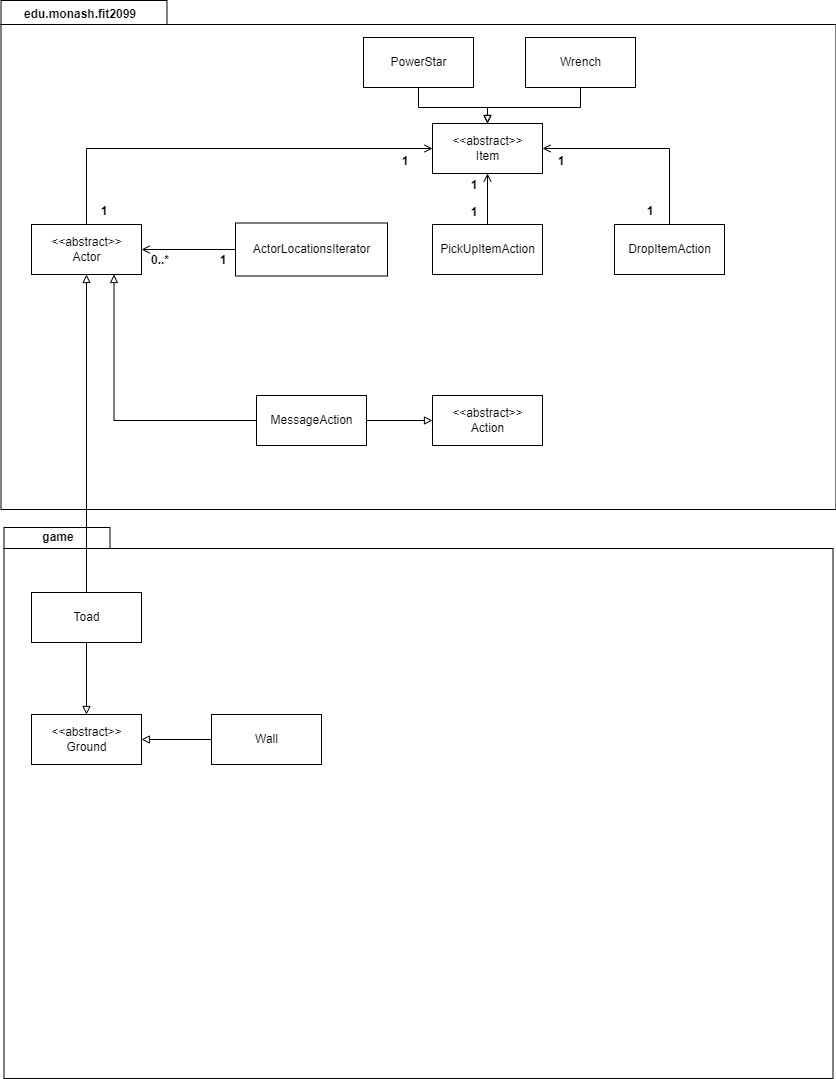 edu.monash.fit2099
PowerStar
Wrench
<<abstract>>
Item
1
1
1
1
1
1
<<abstract>>
Actor
0..*
1
ActorLocationsIterator
PickUpItemAction
DropItemAction
MessageAction
<<abstract>>
Action
game
Toad
<<abstract>>
Ground
Wall